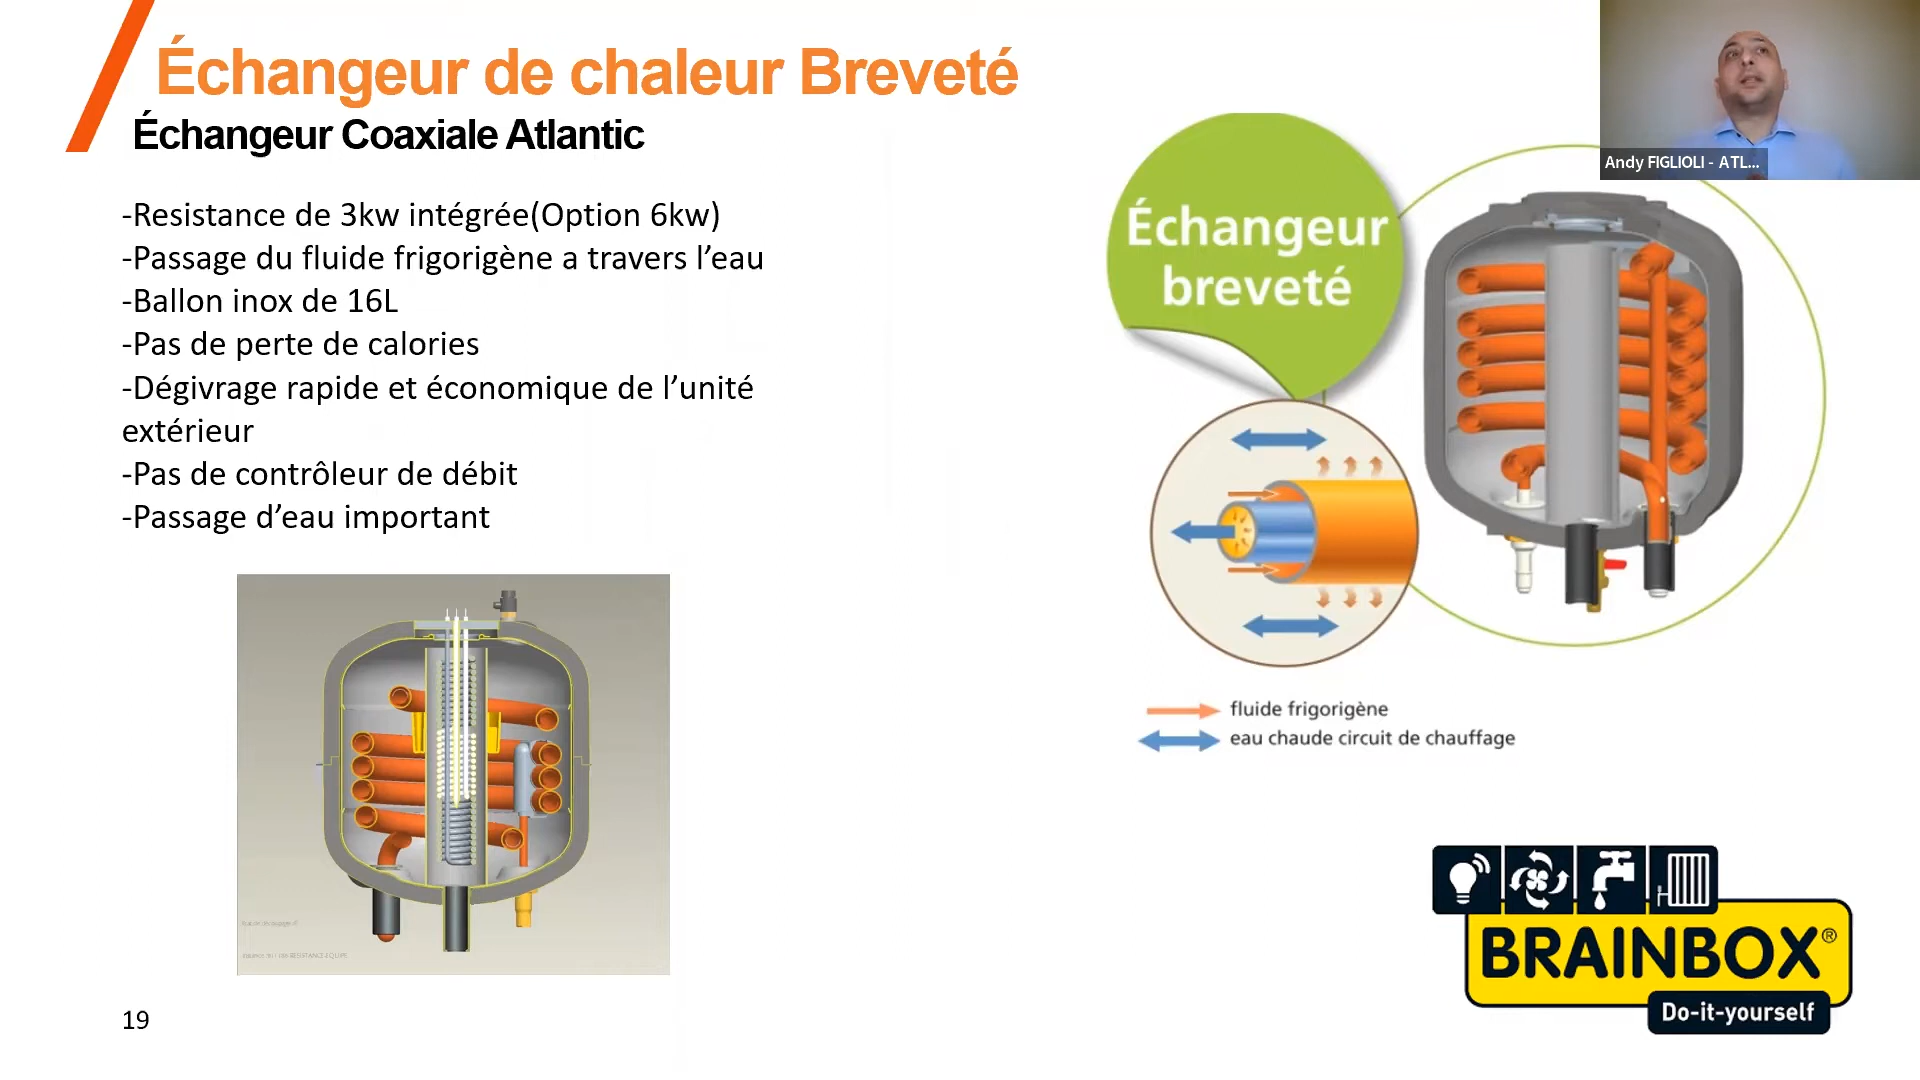 Échangeur de chaleur Breveté
Échangeur Coaxiale Atlantic
-Resistance de 3kw intégrée(Option 6kw)
-Passage du fluide frigorigène a travers l’eau
-Ballon inox de 16L
-Pas de perte de calories
-Dégivrage rapide et économique de l’unité
extérieur
-Pas de contrôleur de débit
-Passage d’eau important
Échangeur
breveté
fluide frigorigène
eau chaude circuit de chauffage
Andy FIGLIOLI - ATL...
BRAINBOX®
Do-it-yourself
19